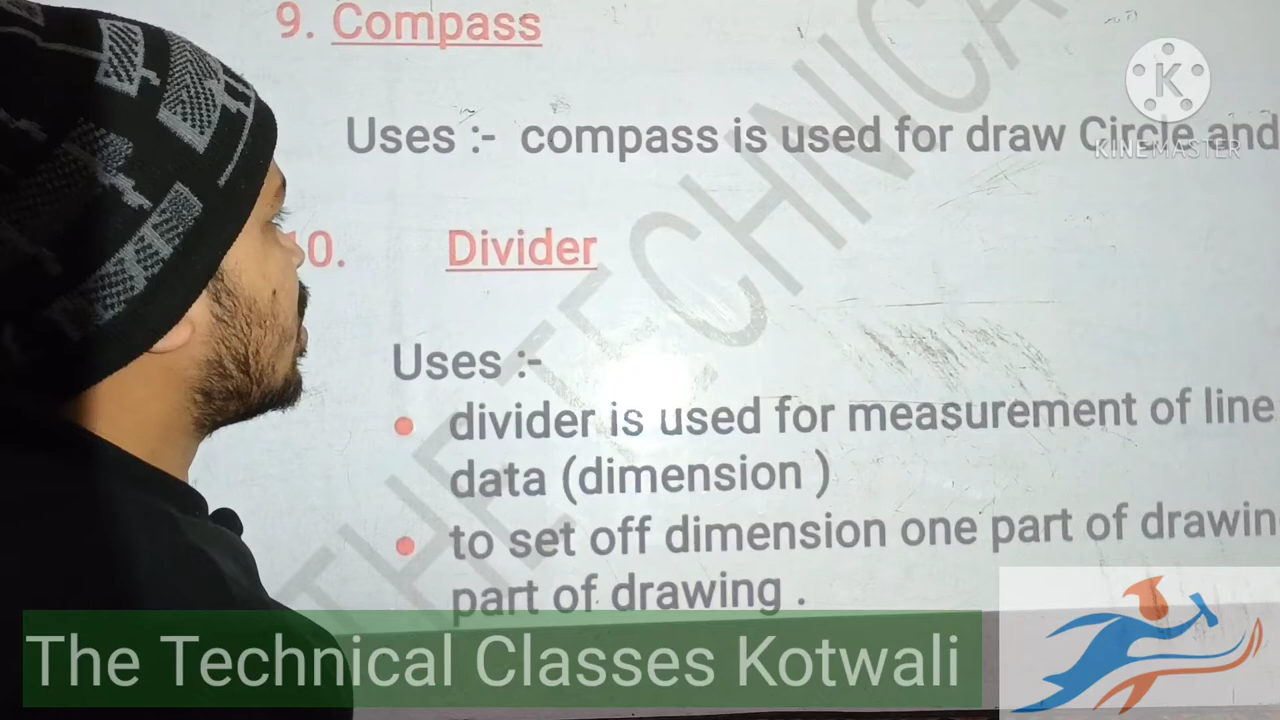 9. Compass
Uses :- compass is used for draw Circle and
0. Divider
Uses :-
• divider is used for measurement of line
data (dimension )
• to set off dimension one part of drawin
part of drawing .
THE TECHNICA
K
KINEMASTER
The Technical Classes Kotwali